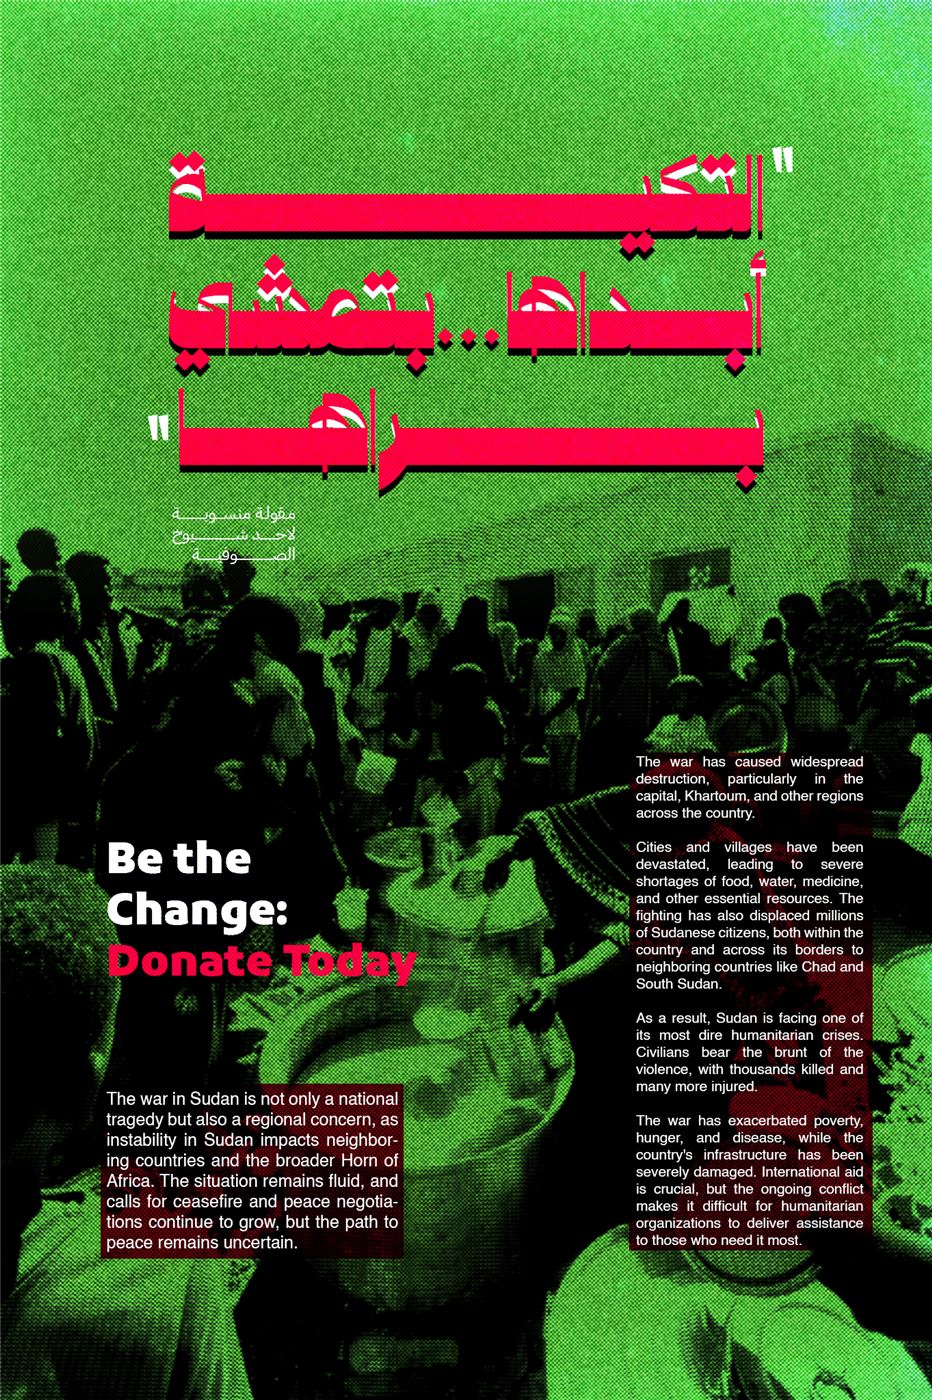 "التكية
أبداها...بتمشي
براها"
مقولة منسوبة
لاحد شيوخ
الصوفية
Be the
Change:
Donate Today
The war in Sudan is not only a national
tragedy but also a regional concern, as
instability in Sudan impacts neighbor-
ing countries and the broader Horn of
Africa. The situation remains fluid, and
calls for ceasefire and peace negotia-
tions continue to grow, but the path to
peace remains uncertain.
The war has caused widespread
destruction, particularly in the
capital, Khartoum, and other regions
across the country.
Cities and villages have been
devastated, leading to severe
shortages of food, water, medicine,
and other essential resources. The
fighting has also displaced millions
of Sudanese citizens, both within the
country and across its borders to
neighboring countries like Chad and
South Sudan.
As a result, Sudan is facing one of
its most dire humanitarian crises.
Civilians bear the brunt of the
violence, with thousands killed and
many more injured.
The war has exacerbated poverty,
hunger, and disease, while the
country's infrastructure has been
severely damaged. International aid
is crucial, but the ongoing conflict
makes it difficult for humanitarian
organizations to deliver assistance
to those who need it most.